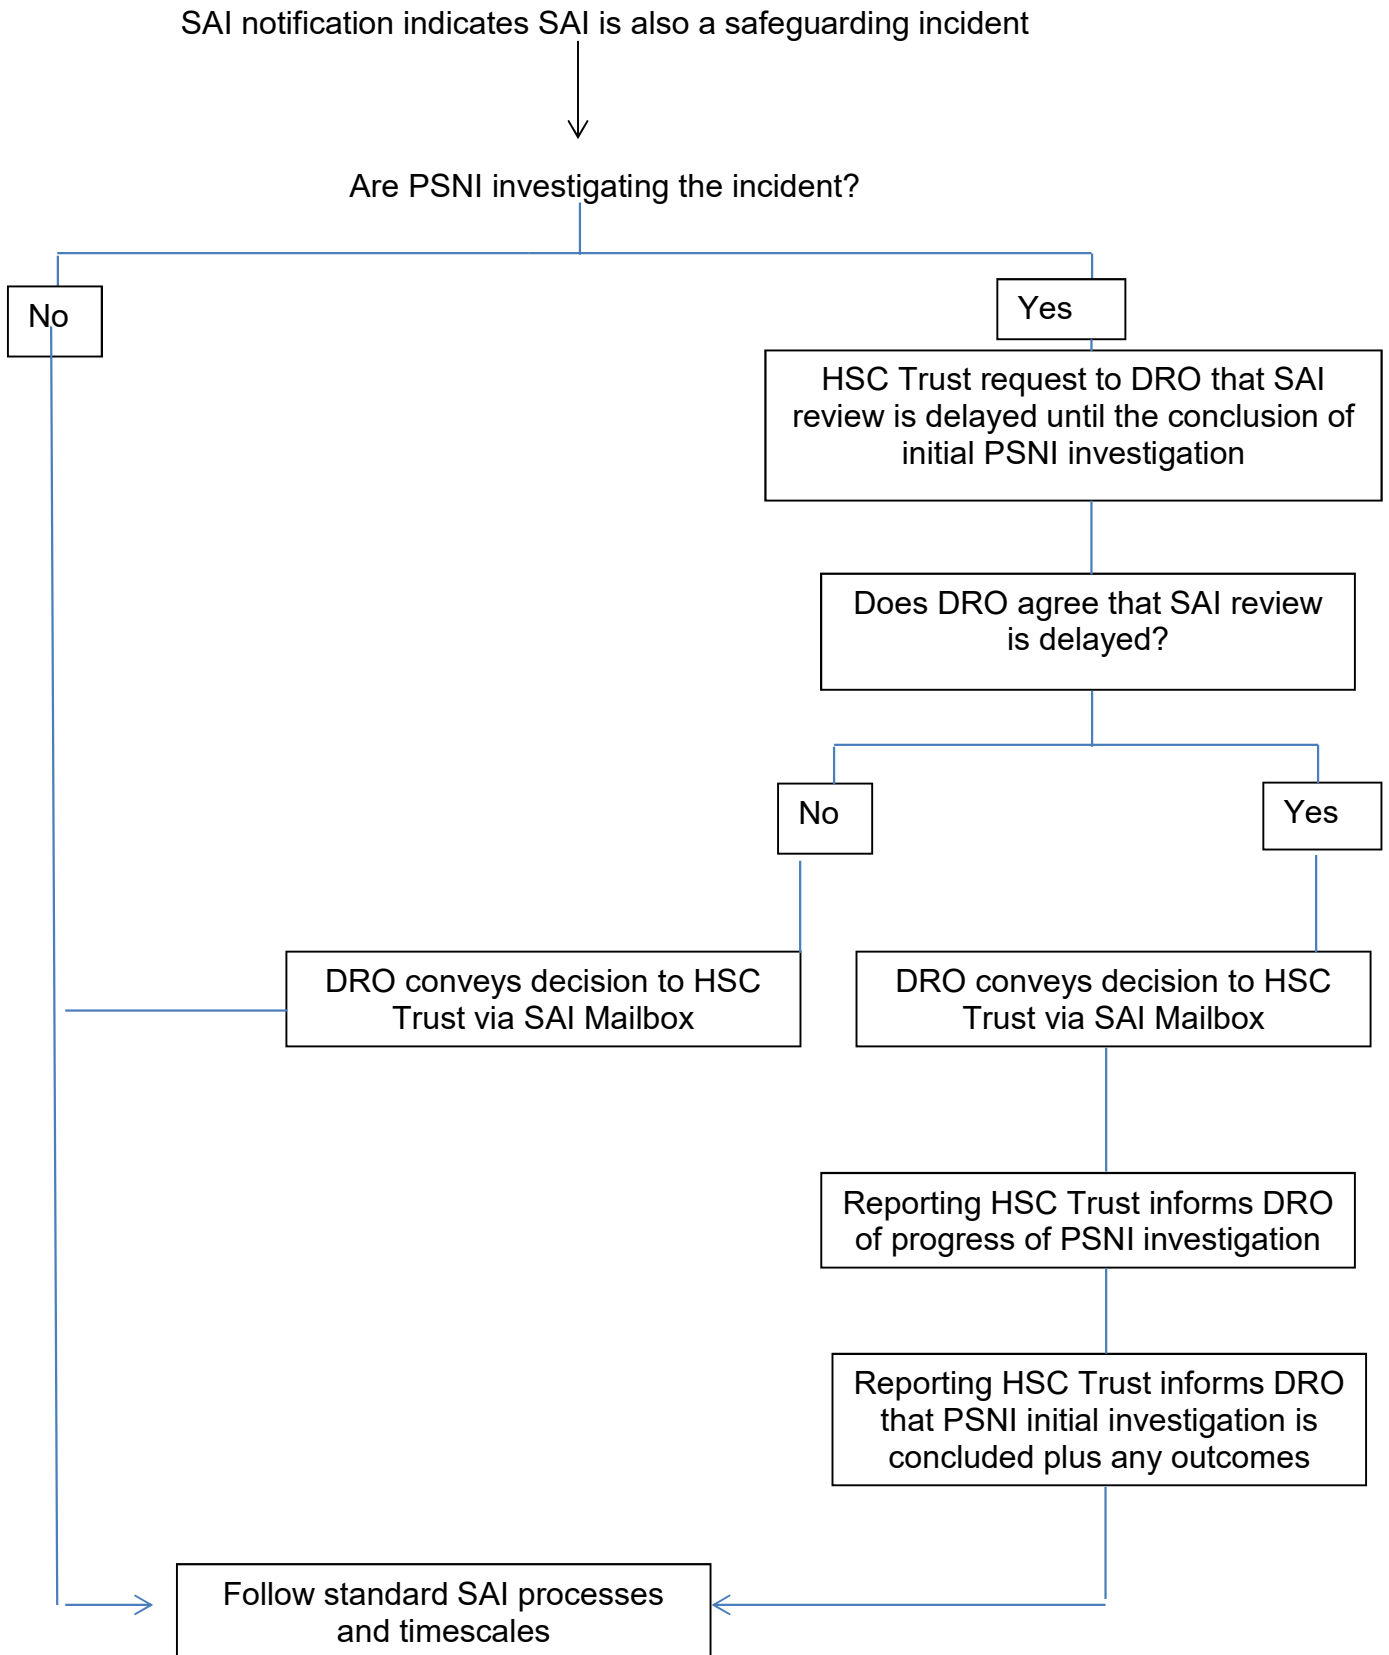 SAI notification indicates SAI is also a safeguarding incident
Are PSNI investigating the incident?
No
Yes
HSC Trust request to DRO that SAI
review is delayed until the conclusion of
initial PSNI investigation
Does DRO agree that SAI review
is delayed?
No
Yes
DRO conveys decision to HSC
Trust via SAI Mailbox
DRO conveys decision to HSC
Trust via SAI Mailbox
Reporting HSC Trust informs DRO
of progress of PSNI investigation
Reporting HSC Trust informs DRO
that PSNI initial investigation is
concluded plus any outcomes
Follow standard SAI processes
and timescales